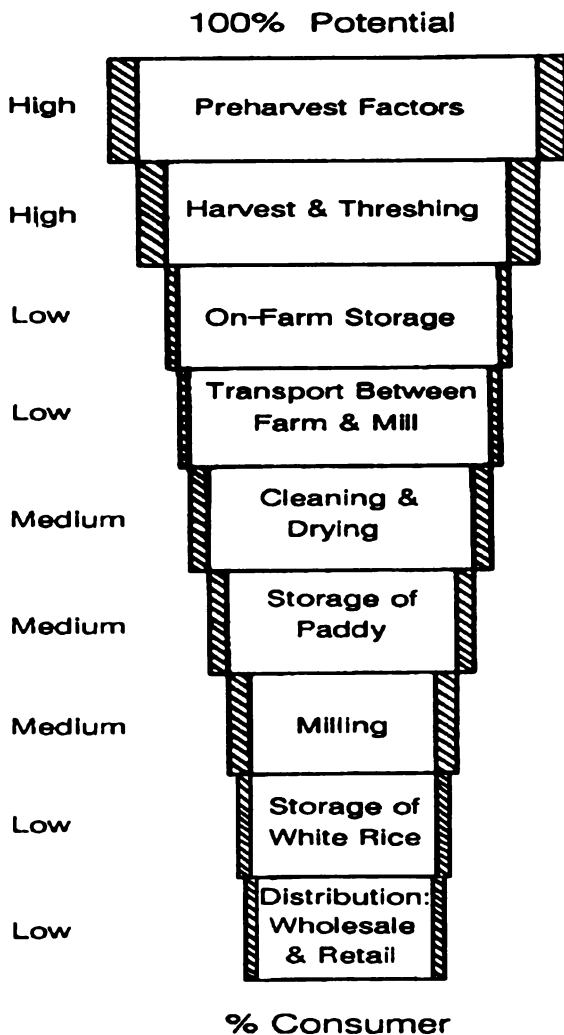 100% Potential
High
Preharvest Factors
High
Harvest & Threshing
Low
On-Farm Storage
Low
Transport Between
Farm & Mill
Medium
Cleaning &
Drying
Medium
Storage of
Paddy
Medium
Milling
Low
Storage of
White Rice
Low
Distribution:
Wholesale
& Retail
% Consumer